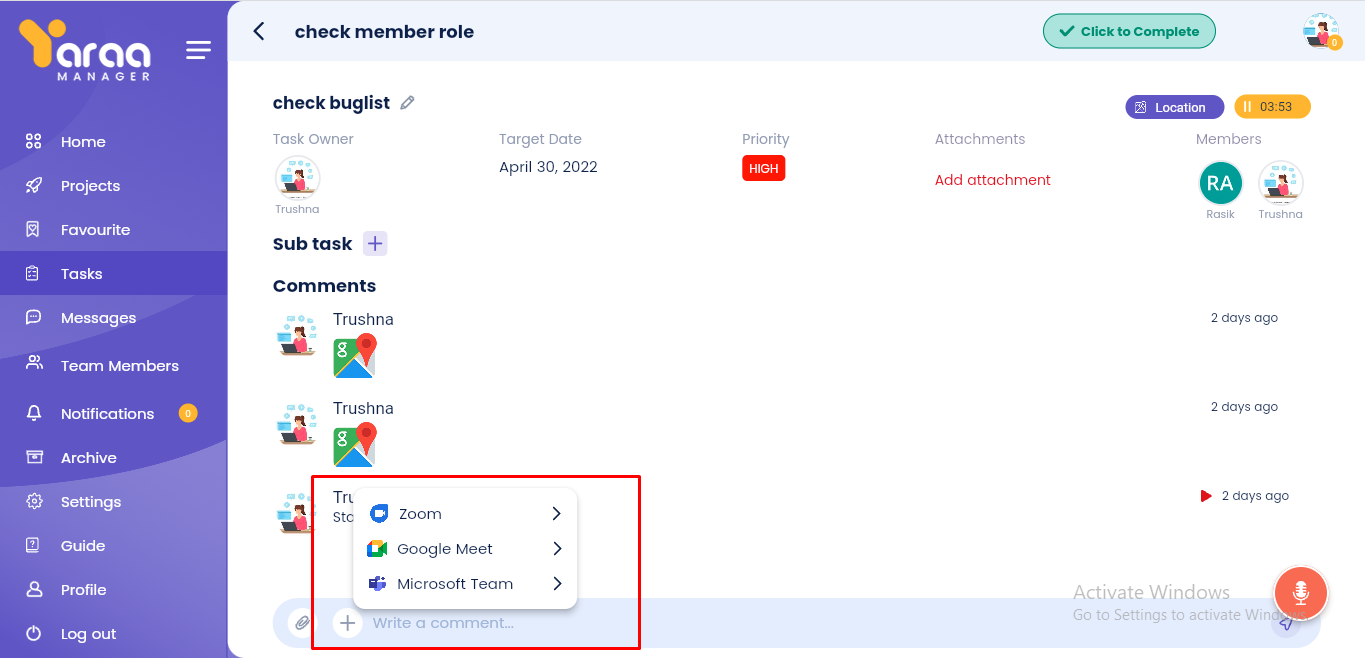 Yaraa
MANAGER
check member role
Click to Complete
0
check buglist
Location
03:53
Task Owner
Target Date
Priority
Attachments
Members
Trushna
April 30, 2022
HIGH
Add attachment
RA
Rasik
Trushna
Home
Projects
Favourite
Tasks
Messages
Team Members
Notifications
0
Archive
Settings
Guide
Profile
Log out
Sub task
Comments
Trushna
2 days ago
g
Trushna
2 days ago
g
Tru
2 days ago
Sta
Zoom
Google Meet
Microsoft Team
Write a comment...
Activate Windows
Go to Settings to activate Windows.